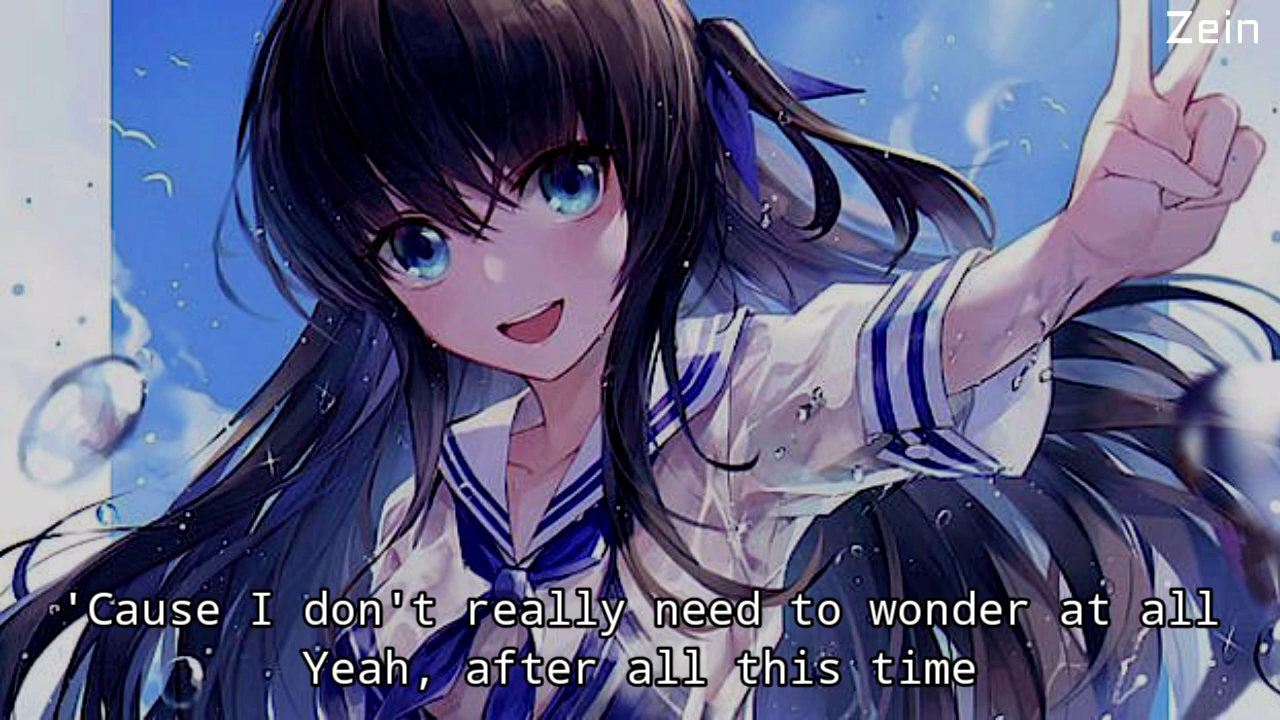 Zein
'Cause I don't really need to wonder at all
Yeah, after all this time